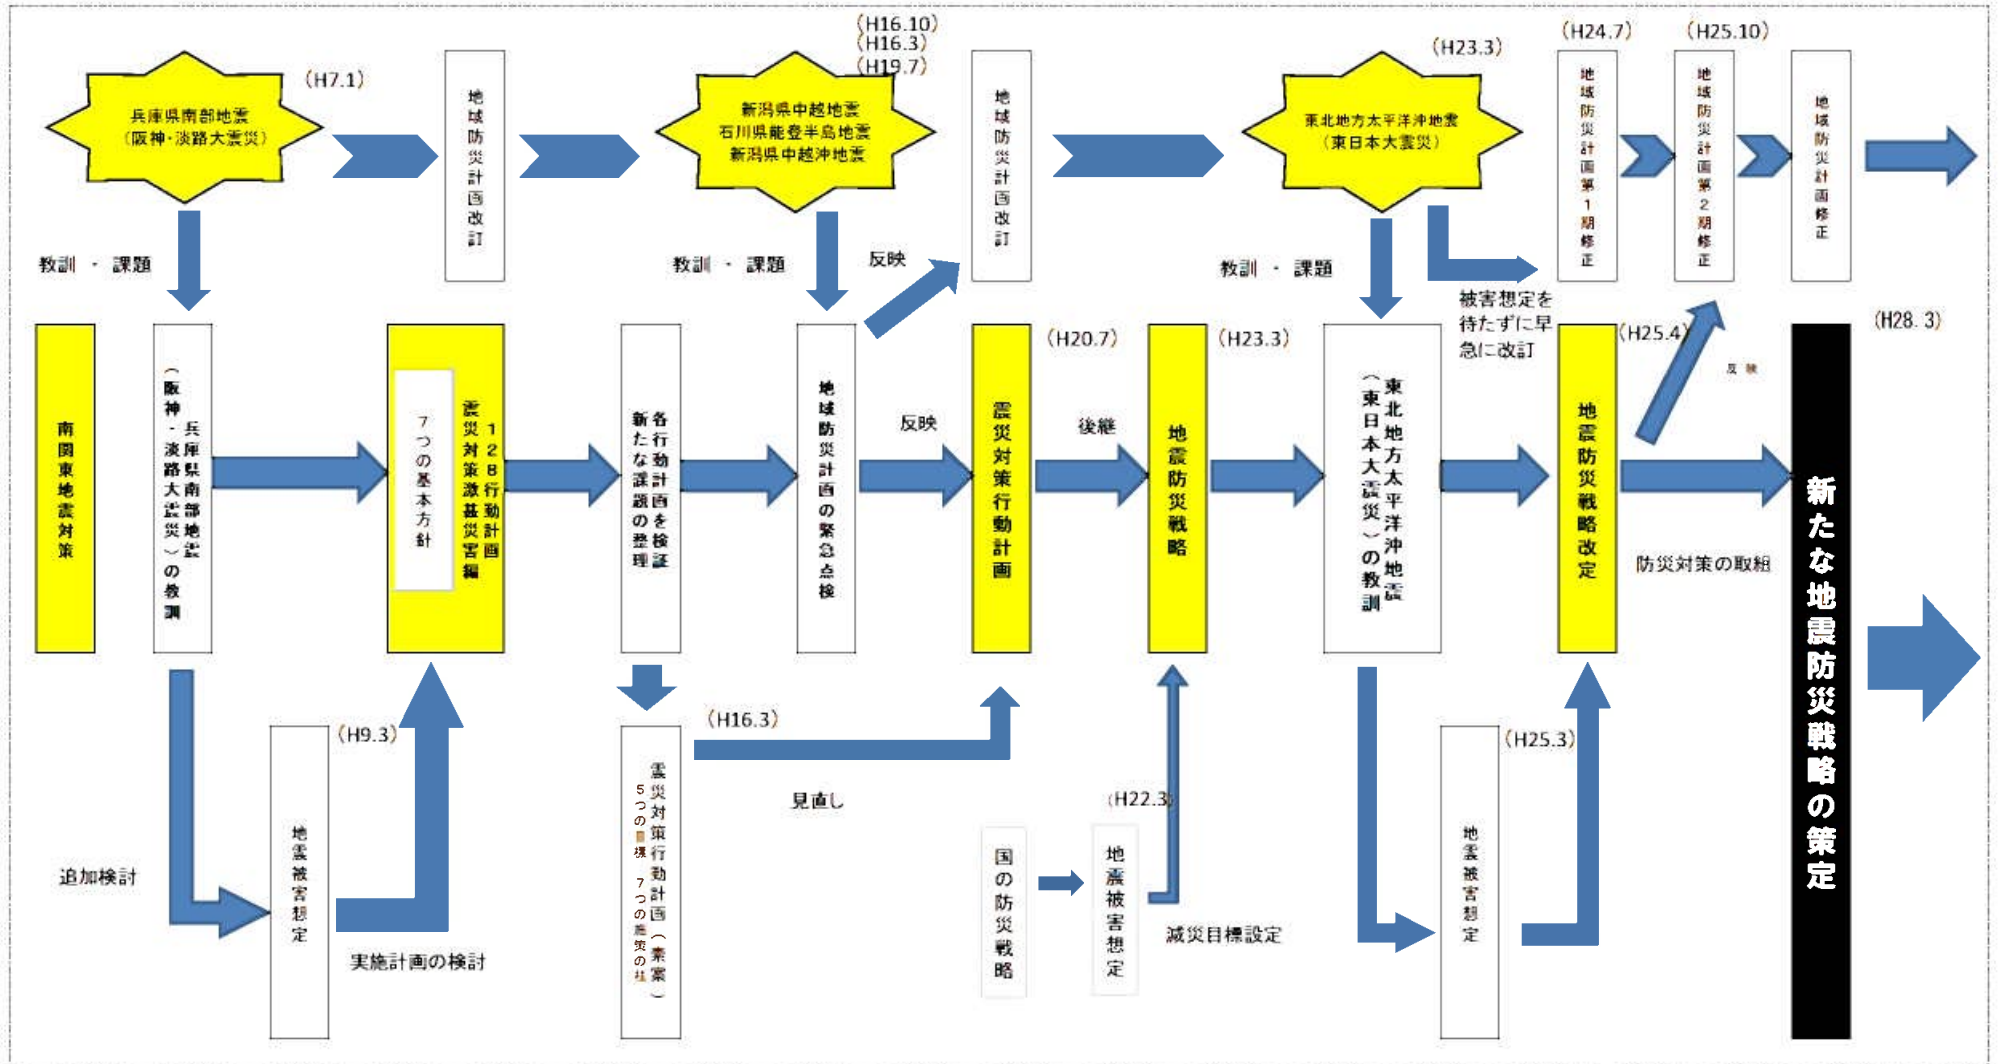 兵庫県南部地震
（阪神・淡路大震災）
（H7.1）
地域防災計画改訂
（H16.10）
（H16.3）
（H19.7）
新潟県中越地震
石川県能登半島地震
新潟県中越沖地震
地域防災計画改訂
（H23.3）
東北地方太平洋沖地震
（東日本大震災）
（H24.7）
地域防災計画第１期修正
（H25.10）
地域防災計画第２期修正
地域防災計画修正
教訓 ・ 課題
教訓 ・ 課題
反映
教訓 ・ 課題
被害想定を
待たずに早
急に改訂
南関東地震対策
兵庫県南部地震
（阪神・淡路大震災）の教訓
１２８行動計画
震災対策激甚災害編
７つの基本方針
各行動計画を検証
新たな課題の整理
地域防災計画の緊急点検
反映
震災対策行動計画
（H20.7）
後継
地震防災戦略
（H23.3）
東北地方太平洋沖地震
（東日本大震災）の教訓
地震防災戦略改定
（H25.4）
反映
防災対策の取組
新たな地震防災戦略の策定
（H28.3）
追加検討
地震被害想定
（H9.3）
実施計画の検討
震災対策行動計画（素案）
５つの目標　７つの施策の柱
（H16.3）
見直し
国の防災戦略
地震被害想定
（H22.3）
減災目標設定
地震被害想定
（H25.3）